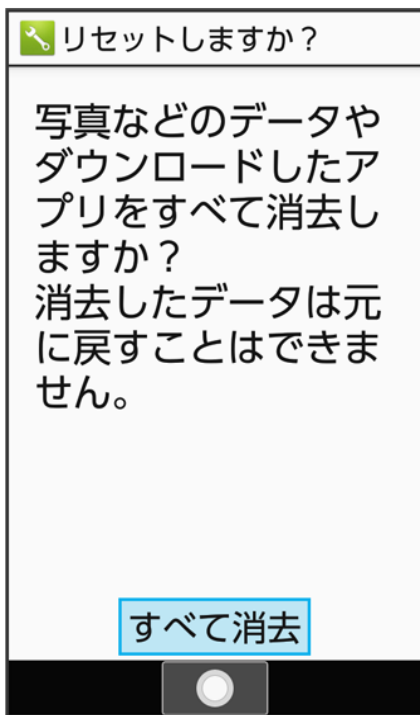 リセットしますか？
写真などのデータや
ダウンロードしたア
プリをすべて消去し
ますか？
消去したデータは元
に戻すことはできま
せん。
すべて消去